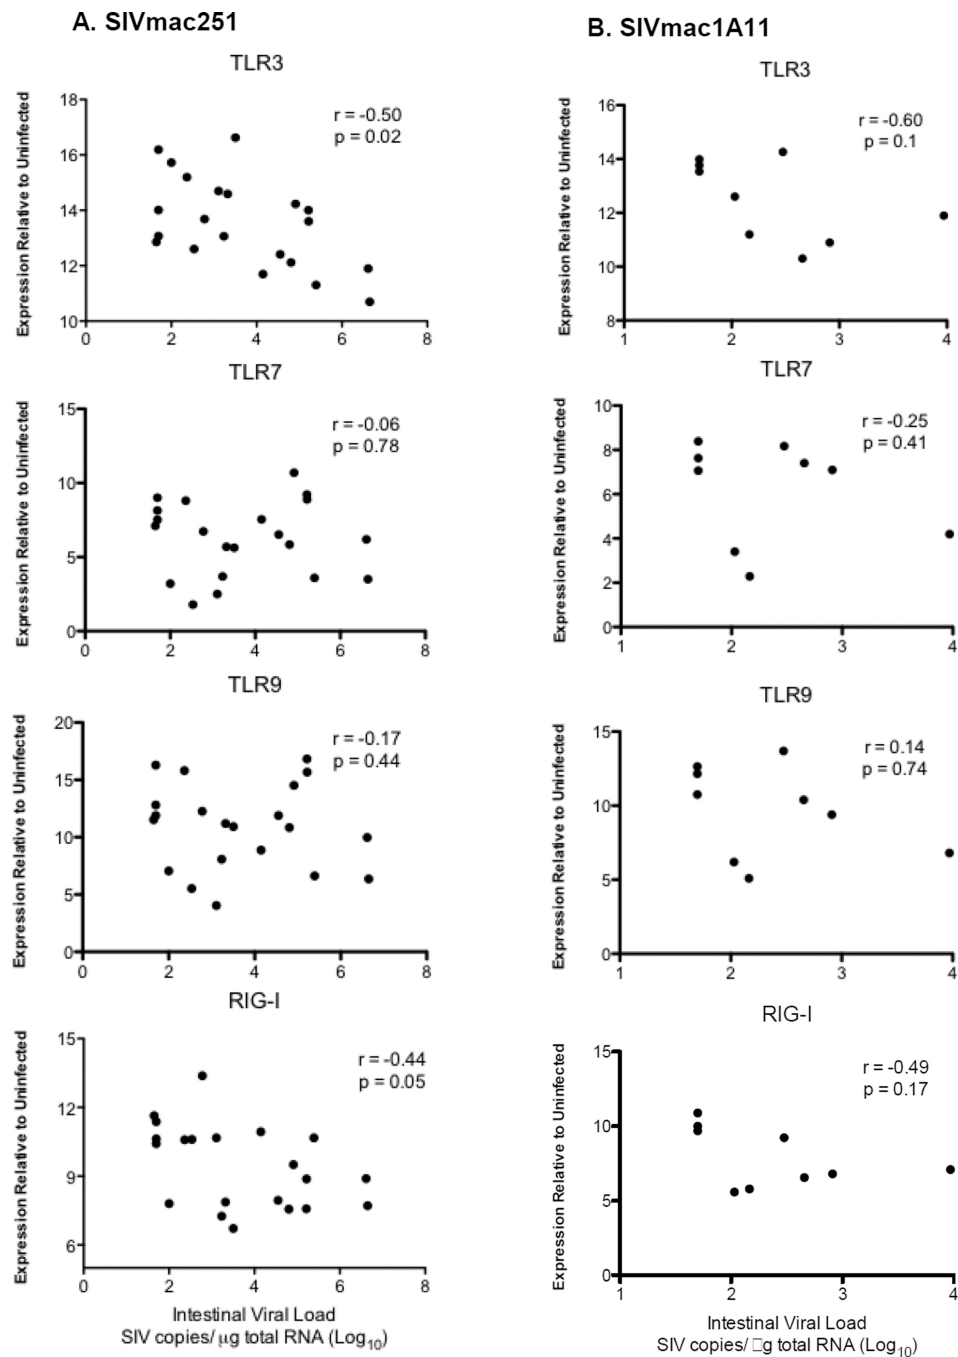 A. SIVmac251
TLR3
r = -0.50
p = 0.02
Expression Relative to Uninfected
18
16
14
12
10
0 2 4 6 8
TLR7
r = -0.06
p = 0.78
Expression Relative to Uninfected
15
10
5
0
0 2 4 6 8
TLR9
r = -0.17
p = 0.44
Expression Relative to Uninfected
20
15
10
5
0
0 2 4 6 8
RIG-I
r = -0.44
p = 0.05
Expression Relative to Uninfected
15
12
9
6
0 2 4 6 8
Intestinal Viral Load
SIV copies/ μg total RNA (Log10)
B. SIVmac1A11
TLR3
r = -0.60
p = 0.1
Expression Relative to Uninfected
16
14
12
10
8
1 2 3 4
TLR7
r = -0.25
p = 0.41
Expression Relative to Uninfected
10
8
6
4
2
0
1 2 3 4
TLR9
r = 0.14
p = 0.74
Expression Relative to Uninfected
15
10
5
0
1 2 3 4
RIG-I
r = -0.49
p = 0.17
Expression Relative to Uninfected
15
10
5
0
1 2 3 4
Intestinal Viral Load
SIV copies/ □g total RNA (Log10)